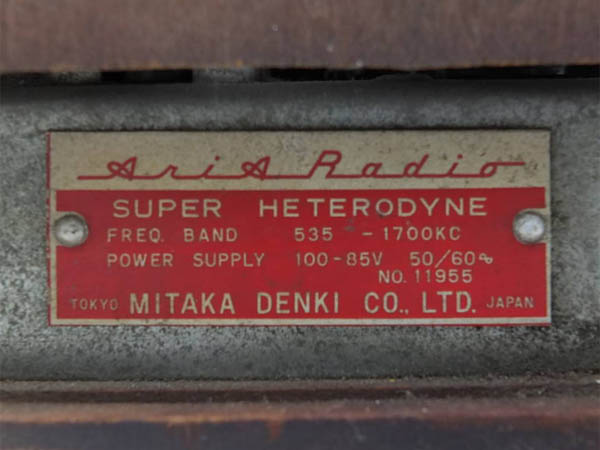 AriA Radio
SUPER HETERODYNE
FREQ. BAND 535 - 1700KC
POWER SUPPLY 100-85V 50/60∿
NO. 11955
TOKYO MITAKA DENKI CO., LTD. JAPAN